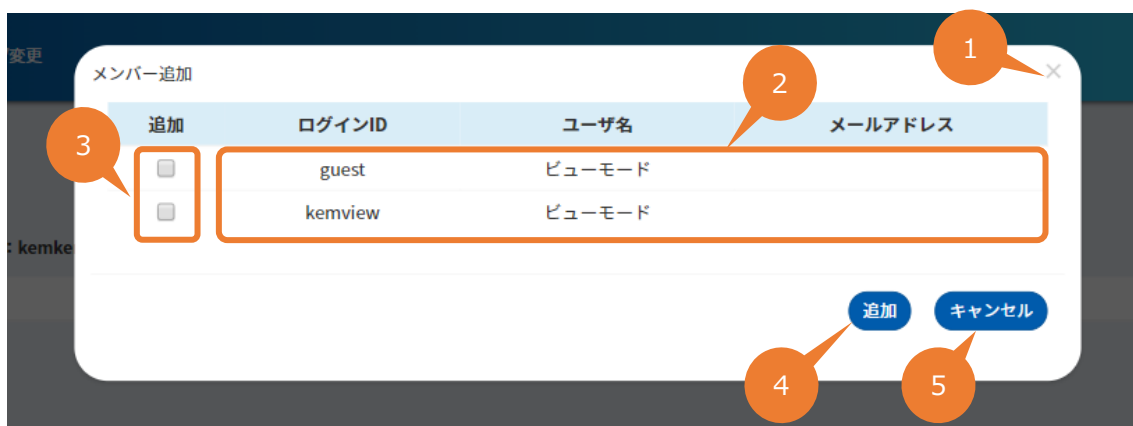 1
変更
メンバー追加
×
2
追加 ログインID ユーザ名 メールアドレス
3
guest ビューモード
kemview ビューモード
: kemke
追加 キャンセル
4 5